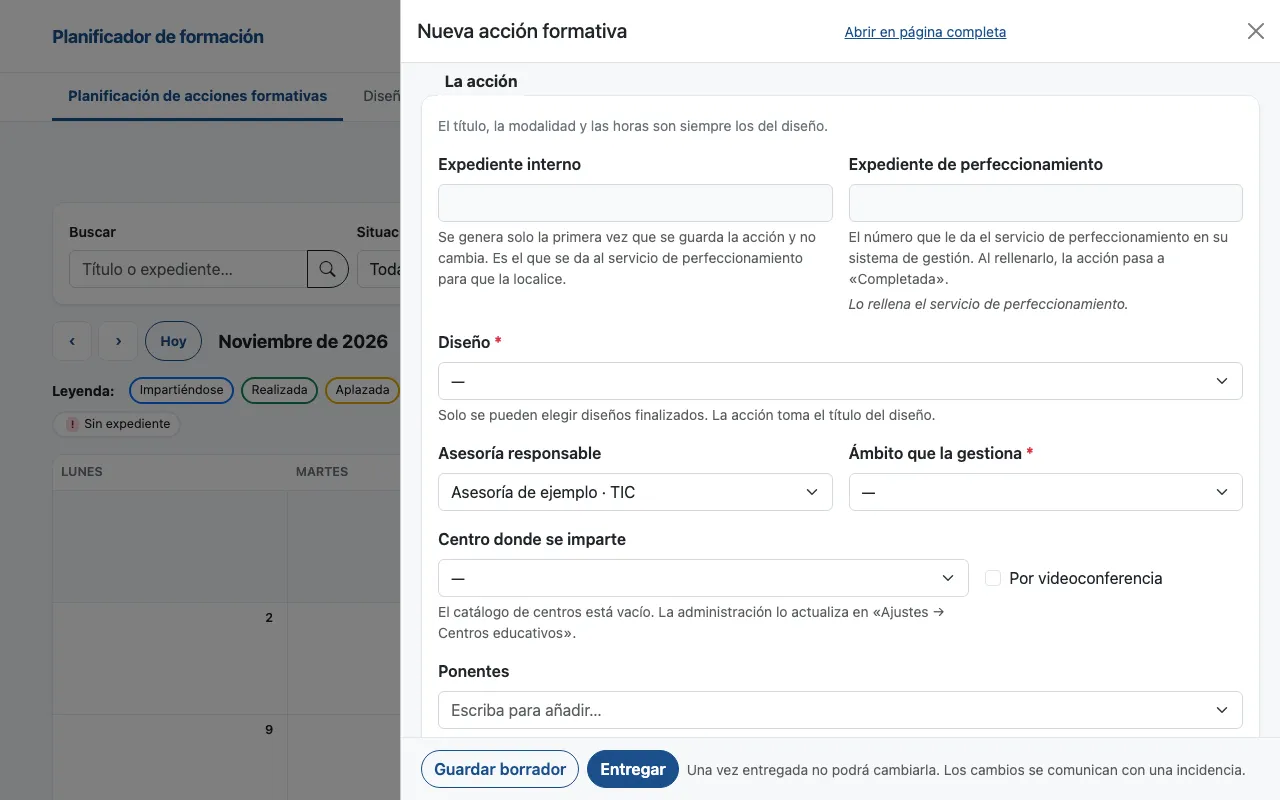 Planificador de formación
Planificación de acciones formativas
Diseñ
Buscar
Situac
Título o expediente...
Toda
‹ › Hoy Noviembre de 2026
Leyenda: Impartiéndose Realizada Aplazada
! Sin expediente
LUNES MARTES
2
9
Nueva acción formativa
Abrir en página completa
La acción
El título, la modalidad y las horas son siempre los del diseño.
Expediente interno
Se genera solo la primera vez que se guarda la acción y no
cambia. Es el que se da al servicio de perfeccionamiento
para que la localice.
Expediente de perfeccionamiento
El número que le da el servicio de perfeccionamiento en su
sistema de gestión. Al rellenarlo, la acción pasa a
«Completada».
Lo rellena el servicio de perfeccionamiento.
Diseño *
—
Solo se pueden elegir diseños finalizados. La acción toma el título del diseño.
Asesoría responsable
Asesoría de ejemplo · TIC
Ámbito que la gestiona *
—
Centro donde se imparte
—
Por videoconferencia
El catálogo de centros está vacío. La administración lo actualiza en «Ajustes →
Centros educativos».
Ponentes
Escriba para añadir...
Guardar borrador
Entregar
Una vez entregada no podrá cambiarla. Los cambios se comunican con una incidencia.